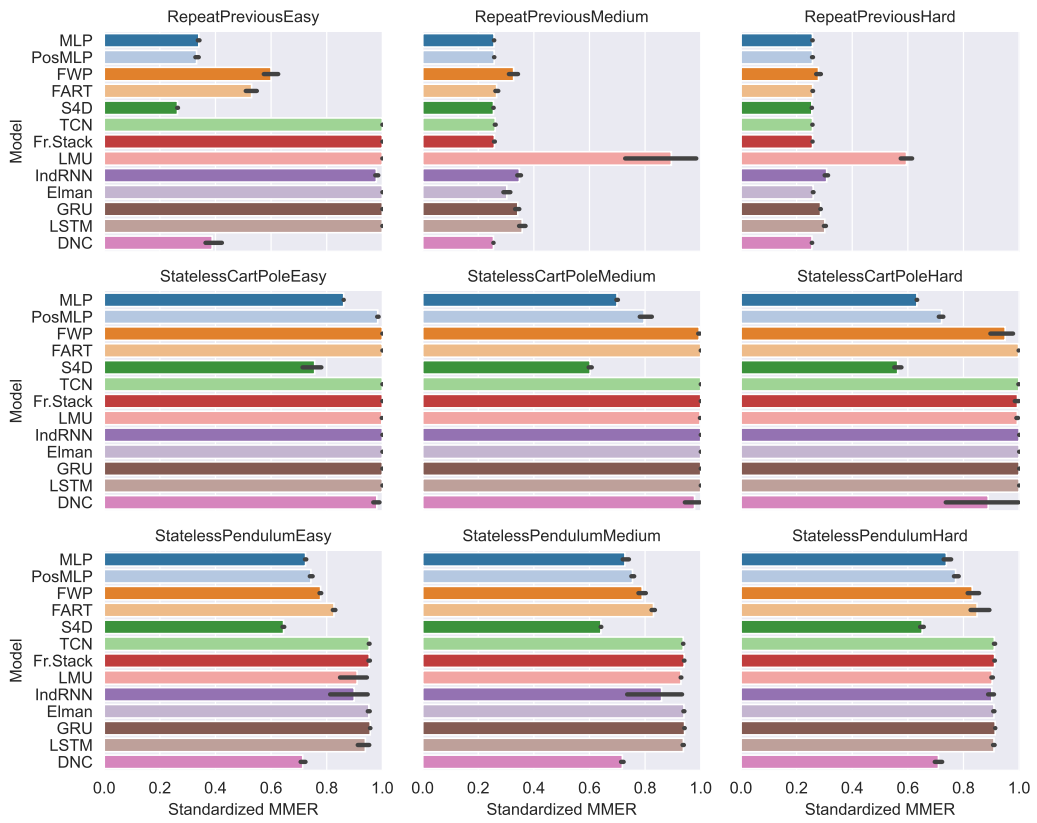 RepeatPreviousEasy RepeatPreviousMedium RepeatPreviousHard
MLP
PosMLP
FWP
FART
S4D
TCN
Fr.Stack
LMU
IndRNN
Elman
GRU
LSTM
DNC
Model
StatelessCartPoleEasy StatelessCartPoleMedium StatelessCartPoleHard
MLP
PosMLP
FWP
FART
S4D
TCN
Fr.Stack
LMU
IndRNN
Elman
GRU
LSTM
DNC
Model
StatelessPendulumEasy StatelessPendulumMedium StatelessPendulumHard
MLP
PosMLP
FWP
FART
S4D
TCN
Fr.Stack
LMU
IndRNN
Elman
GRU
LSTM
DNC
Model
0.0 0.2 0.4 0.6 0.8 1.0 0.0 0.2 0.4 0.6 0.8 1.0 0.0 0.2 0.4 0.6 0.8 1.0
Standardized MMER Standardized MMER Standardized MMER